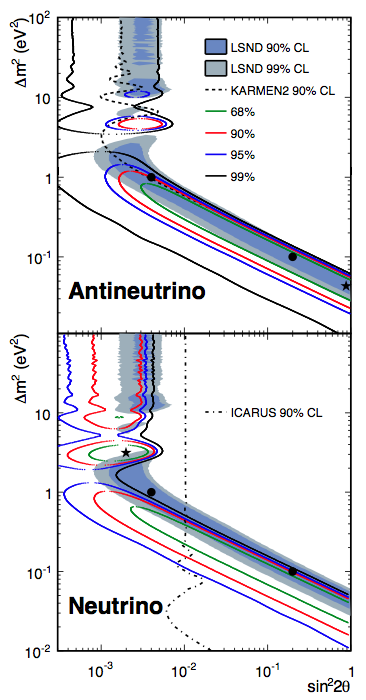 Δm² (eV²)
10²
10
1
10⁻¹
LSND 90% CL
LSND 99% CL
KARMEN2 90% CL
68%
90%
95%
99%
Antineutrino
Δm² (eV²)
10
1
10⁻¹
10⁻²
ICARUS 90% CL
Neutrino
10⁻³ 10⁻² 10⁻¹ 1
sin²2θ